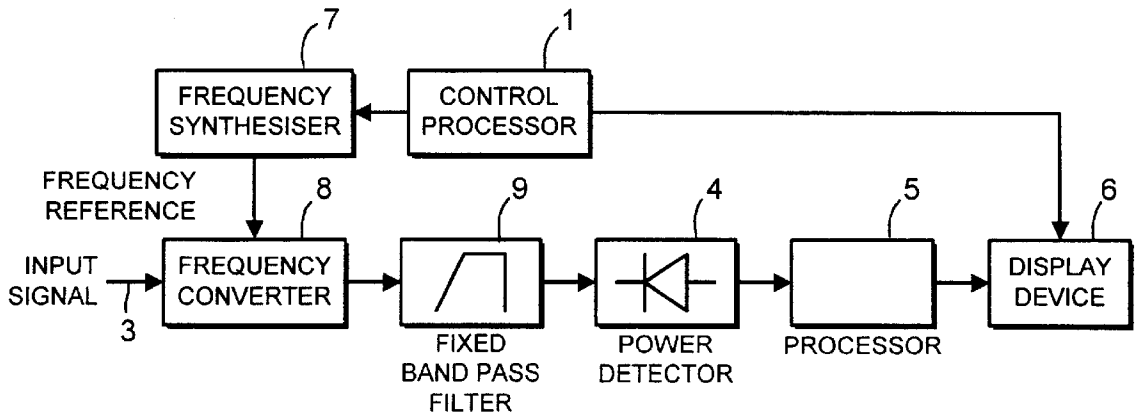 7
1
FREQUENCY
SYNTHESISER
CONTROL
PROCESSOR
FREQUENCY
REFERENCE
8
9
4
5
6
INPUT
SIGNAL
3
FREQUENCY
CONVERTER
DISPLAY
DEVICE
FIXED
BAND PASS
FILTER
POWER
DETECTOR
PROCESSOR